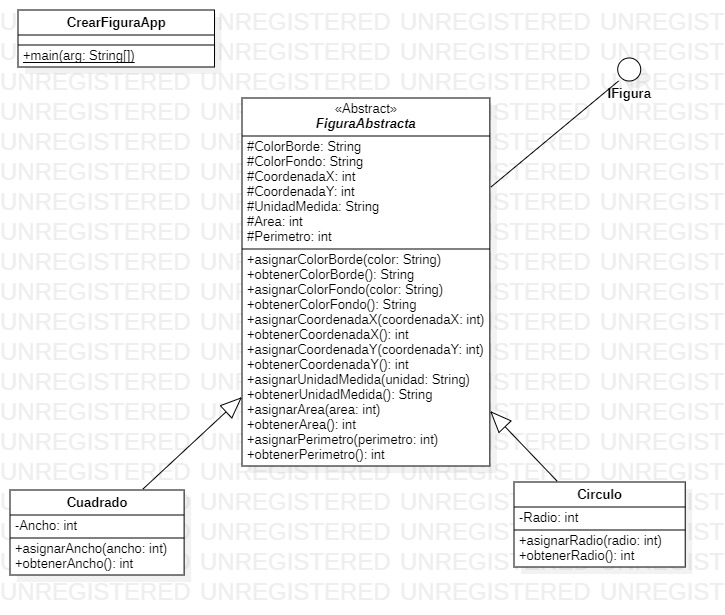 CrearFiguraApp
+main(arg: String[])
IFigura
«Abstract»
FiguraAbstracta
#ColorBorde: String
#ColorFondo: String
#CoordenadaX: int
#CoordenadaY: int
#UnidadMedida: String
#Area: int
#Perimetro: int
+asignarColorBorde(color: String)
+obtenerColorBorde(): String
+asignarColorFondo(color: String)
+obtenerColorFondo(): String
+asignarCoordenadaX(coordenadaX: int)
+obtenerCoordenadaX(): int
+asignarCoordenadaY(coordenadaY: int)
+obtenerCoordenadaY(): int
+asignarUnidadMedida(unidad: String)
+obtenerUnidadMedida(): String
+asignarArea(area: int)
+obtenerArea(): int
+asignarPerimetro(perimetro: int)
+obtenerPerimetro(): int
Cuadrado
-Ancho: int
+asignarAncho(ancho: int)
+obtenerAncho(): int
Circulo
-Radio: int
+asignarRadio(radio: int)
+obtenerRadio(): int
UNREGISTERED